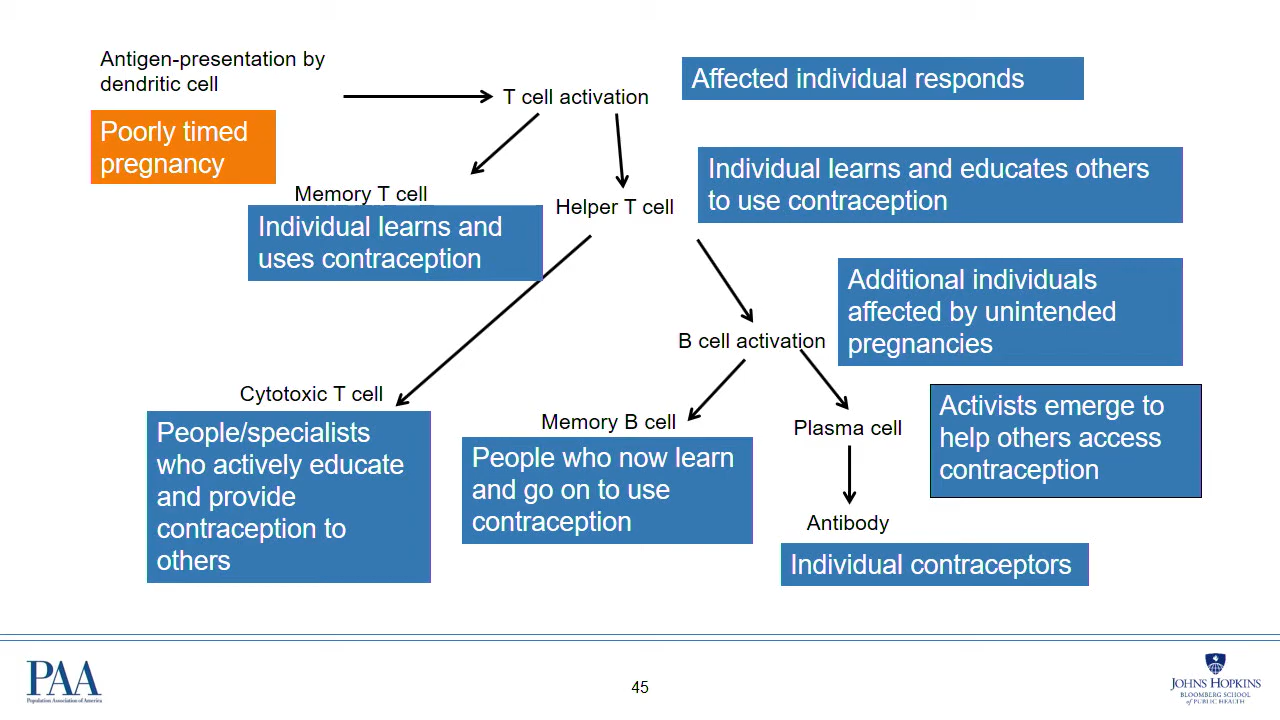 Antigen-presentation by
dendritic cell
Poorly timed
pregnancy
T cell activation
Affected individual responds
Memory T cell
Individual learns and
uses contraception
Helper T cell
Individual learns and educates others
to use contraception
B cell activation
Additional individuals
affected by unintended
pregnancies
Cytotoxic T cell
People/specialists
who actively educate
and provide
contraception to
others
Memory B cell
People who now learn
and go on to use
contraception
Plasma cell
Activists emerge to
help others access
contraception
Antibody
Individual contraceptors
PAA
Population Association of America
45
JOHNS HOPKINS
BLOOMBERG SCHOOL
of PUBLIC HEALTH